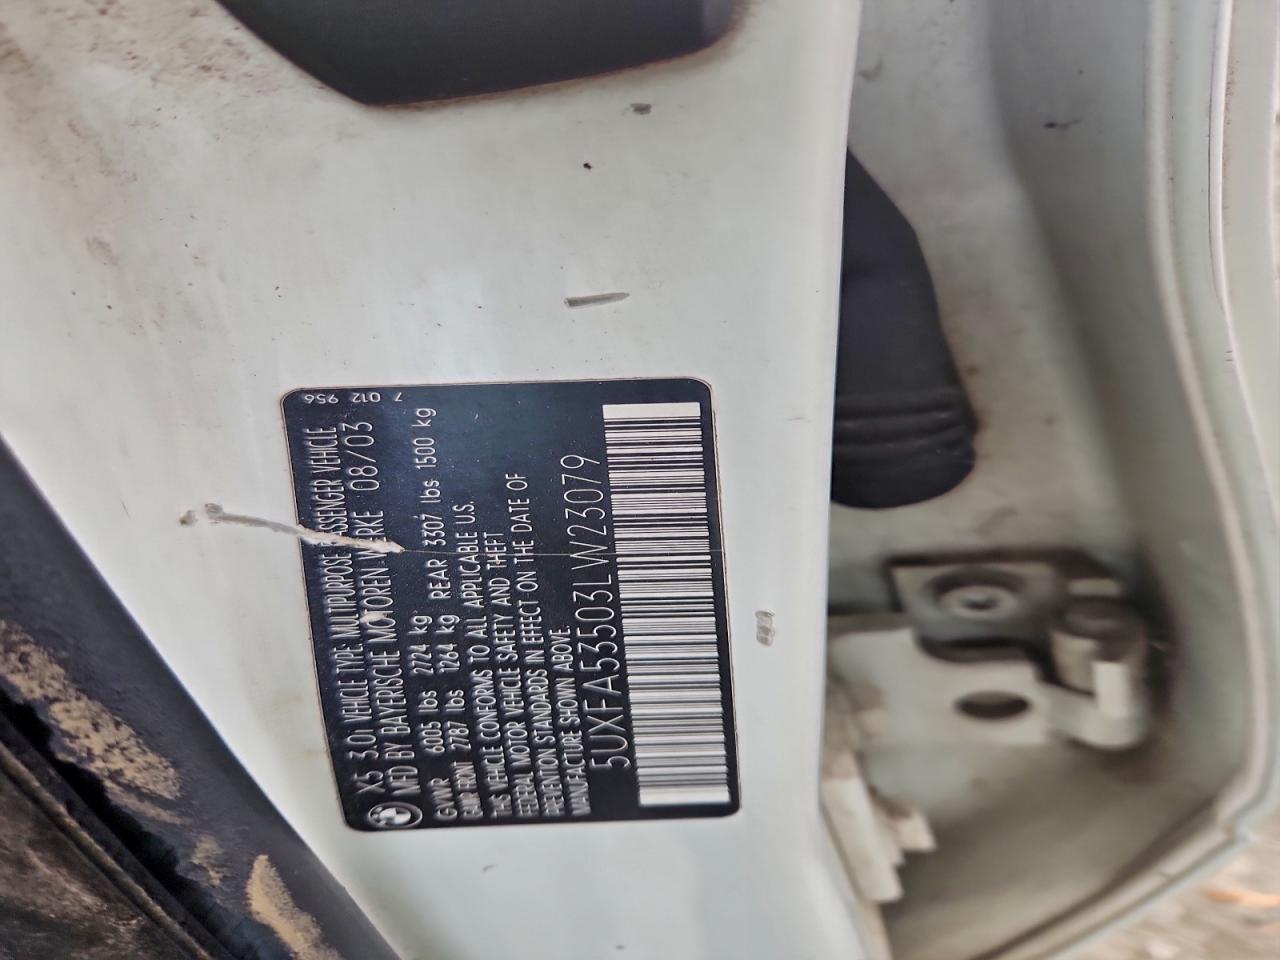 X5 3.0i VEHICLE TYPE: MULTIPURPOSE PASSENGER VEHICLE
MFD BY BAYERISCHE MOTOREN WERKE 08/03
GVWR 6005 lbs 2724 kg
GAWR FRONT 2787 lbs 1264 kg REAR 3307 lbs 1500 kg
THIS VEHICLE CONFORMS TO ALL APPLICABLE U.S.
FEDERAL MOTOR VEHICLE SAFETY AND THEFT
PREVENTION STANDARDS IN EFFECT ON THE DATE OF
MANUFACTURE SHOWN ABOVE.
5UXFA53503LW23079
7 012 956